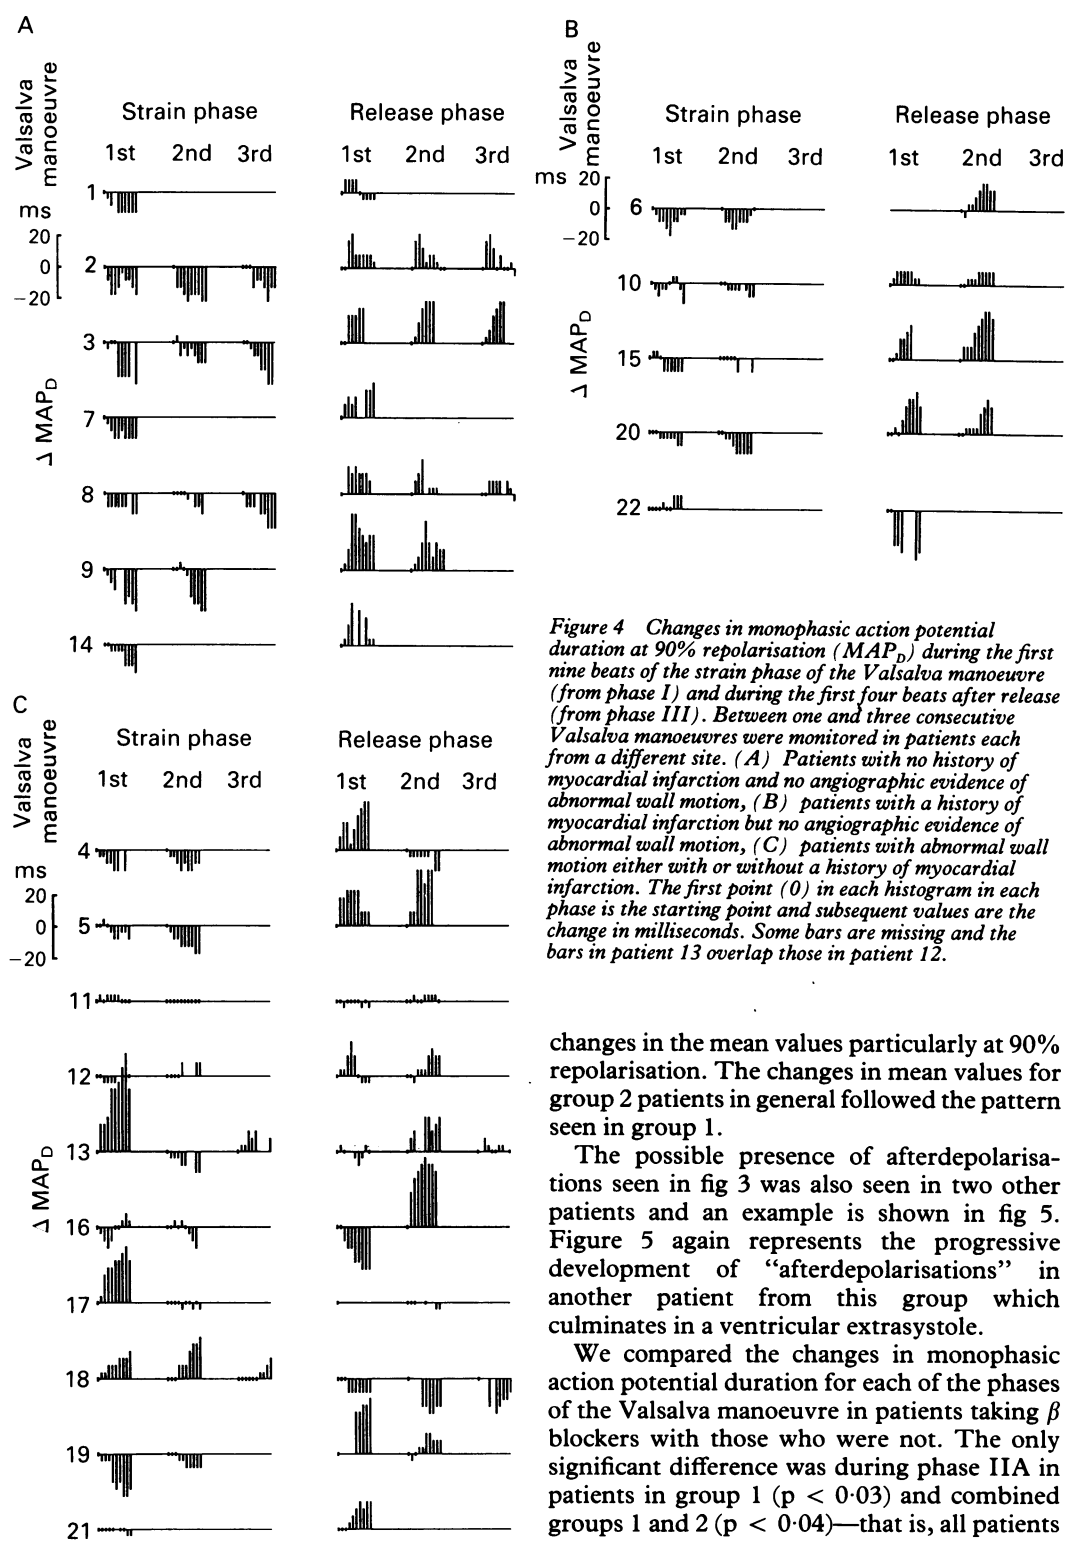 A
Valsalva
manoeuvre
Strain phase
Release phase
1st 2nd 3rd
1st 2nd 3rd
1
ms
20
0
−20
2
3
Δ MAPD
7
8
9
14
B
Valsalva
manoeuvre
Strain phase
Release phase
1st 2nd 3rd
1st 2nd 3rd
ms
20
0
−20
6
10
Δ MAPD
15
20
22
C
Valsalva
manoeuvre
Strain phase
Release phase
1st 2nd 3rd
1st 2nd 3rd
4
ms
20
0
−20
5
11
12
13
Δ MAPD
16
17
18
19
21
Figure 4 Changes in monophasic action potential
duration at 90% repolarisation (MAPD) during the first
nine beats of the strain phase of the Valsalva manoeuvre
(from phase I) and during the first four beats after release
(from phase III). Between one and three consecutive
Valsalva manoeuvres were monitored in patients each
from a different site. (A) Patients with no history of
myocardial infarction and no angiographic evidence of
abnormal wall motion, (B) patients with a history of
myocardial infarction but no angiographic evidence of
abnormal wall motion, (C) patients with abnormal wall
motion either with or without a history of myocardial
infarction. The first point (0) in each histogram in each
phase is the starting point and subsequent values are the
change in milliseconds. Some bars are missing and the
bars in patient 13 overlap those in patient 12.
changes in the mean values particularly at 90%
repolarisation. The changes in mean values for
group 2 patients in general followed the pattern
seen in group 1.
The possible presence of afterdepolarisa-
tions seen in fig 3 was also seen in two other
patients and an example is shown in fig 5.
Figure 5 again represents the progressive
development of “afterdepolarisations” in
another patient from this group which
culminates in a ventricular extrasystole.
We compared the changes in monophasic
action potential duration for each of the phases
of the Valsalva manoeuvre in patients taking β
blockers with those who were not. The only
significant difference was during phase IIA in
patients in group 1 (p < 0·03) and combined
groups 1 and 2 (p < 0·04)—that is, all patients